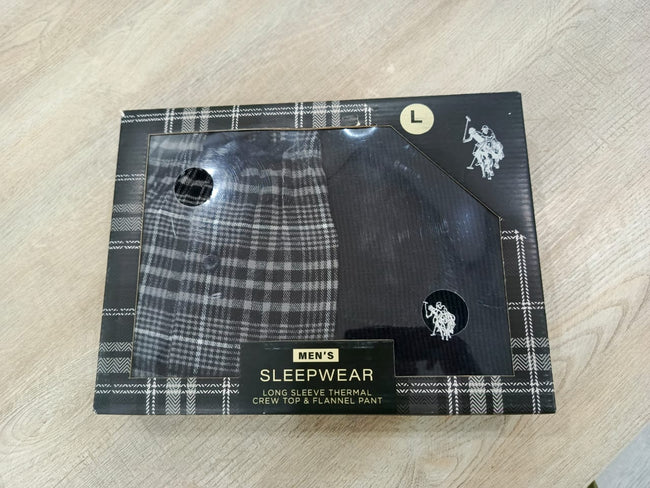 L
MEN'S
SLEEPWEAR
LONG SLEEVE THERMAL
CREW TOP & FLANNEL PANT